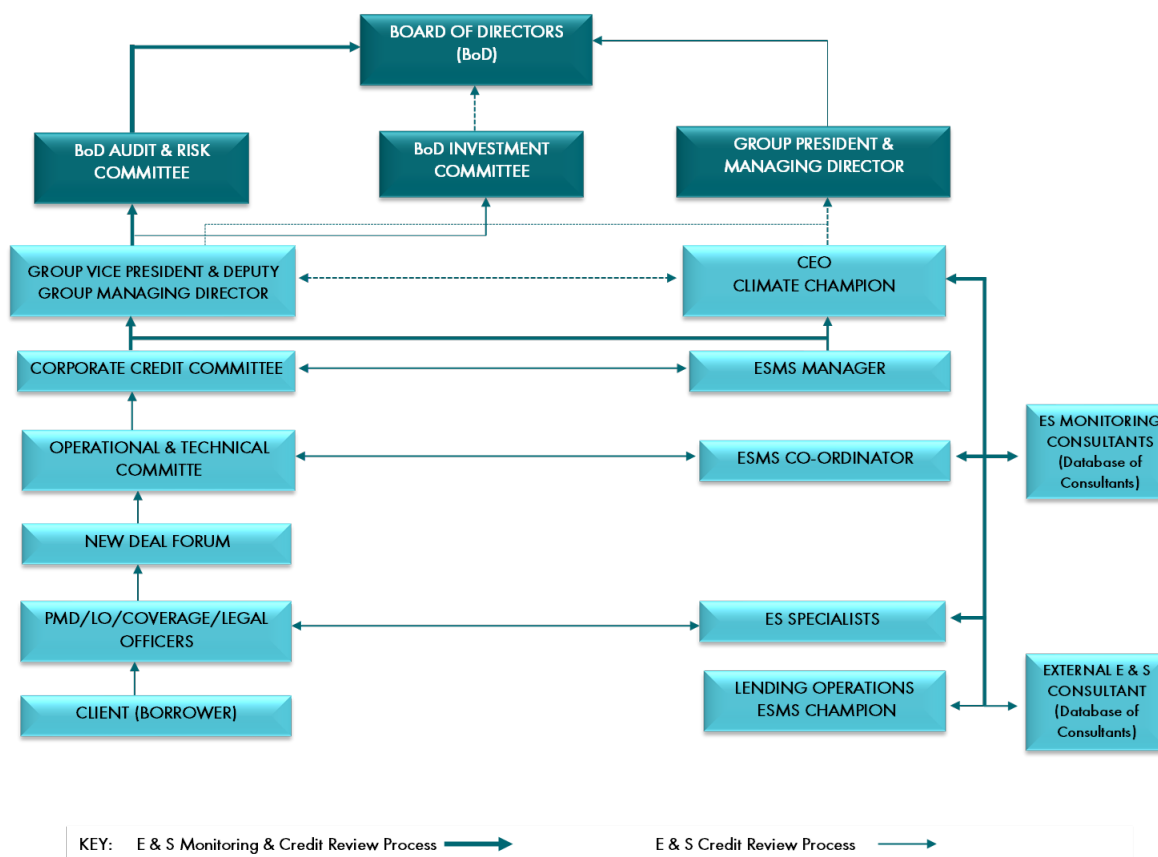 BOARD OF DIRECTORS
(BoD)
BoD AUDIT & RISK
COMMITTEE
BoD INVESTMENT
COMMITTEE
GROUP PRESIDENT &
MANAGING DIRECTOR
GROUP VICE PRESIDENT & DEPUTY
GROUP MANAGING DIRECTOR
CEO
CLIMATE CHAMPION
CORPORATE CREDIT COMMITTEE
ESMS MANAGER
OPERATIONAL & TECHNICAL
COMMITTE
ESMS CO-ORDINATOR
ES MONITORING
CONSULTANTS
(Database of
Consultants)
NEW DEAL FORUM
PMD/LO/COVERAGE/LEGAL
OFFICERS
ES SPECIALISTS
CLIENT (BORROWER)
LENDING OPERATIONS
ESMS CHAMPION
EXTERNAL E & S
CONSULTANT
(Database of
Consultants)
KEY: E & S Monitoring & Credit Review Process
E & S Credit Review Process